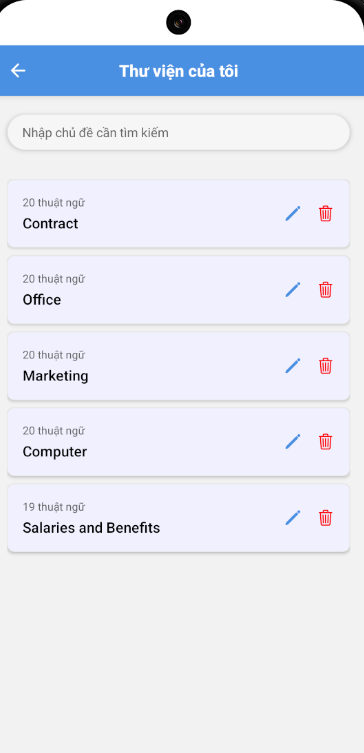 Thư viện của tôi
Nhập chủ đề cần tìm kiếm
20 thuật ngữ
Contract
20 thuật ngữ
Office
20 thuật ngữ
Marketing
20 thuật ngữ
Computer
19 thuật ngữ
Salaries and Benefits